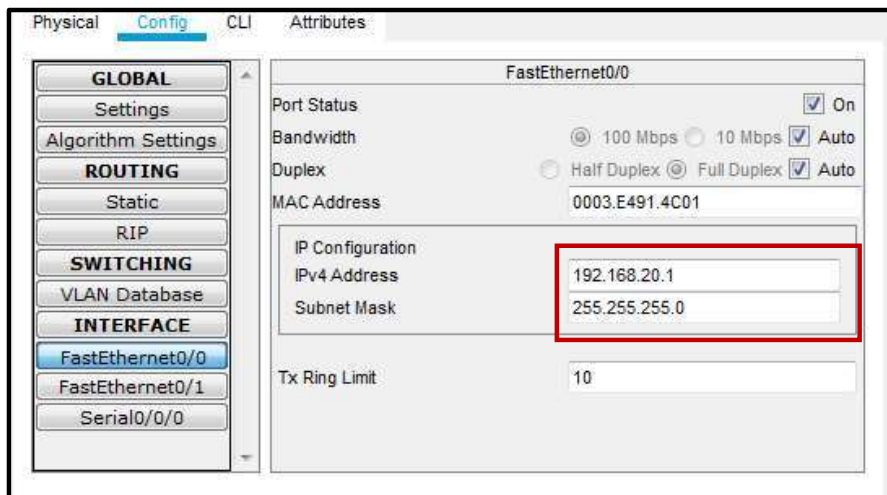 Physical Config CLI Attributes
GLOBAL
Settings
Algorithm Settings
ROUTING
Static
RIP
SWITCHING
VLAN Database
INTERFACE
FastEthernet0/0
FastEthernet0/1
Serial0/0/0
FastEthernet0/0
Port Status On
Bandwidth 100 Mbps 10 Mbps Auto
Duplex Half Duplex Full Duplex Auto
MAC Address 0003.E491.4C01
IP Configuration
IPv4 Address 192.168.20.1
Subnet Mask 255.255.255.0
Tx Ring Limit 10